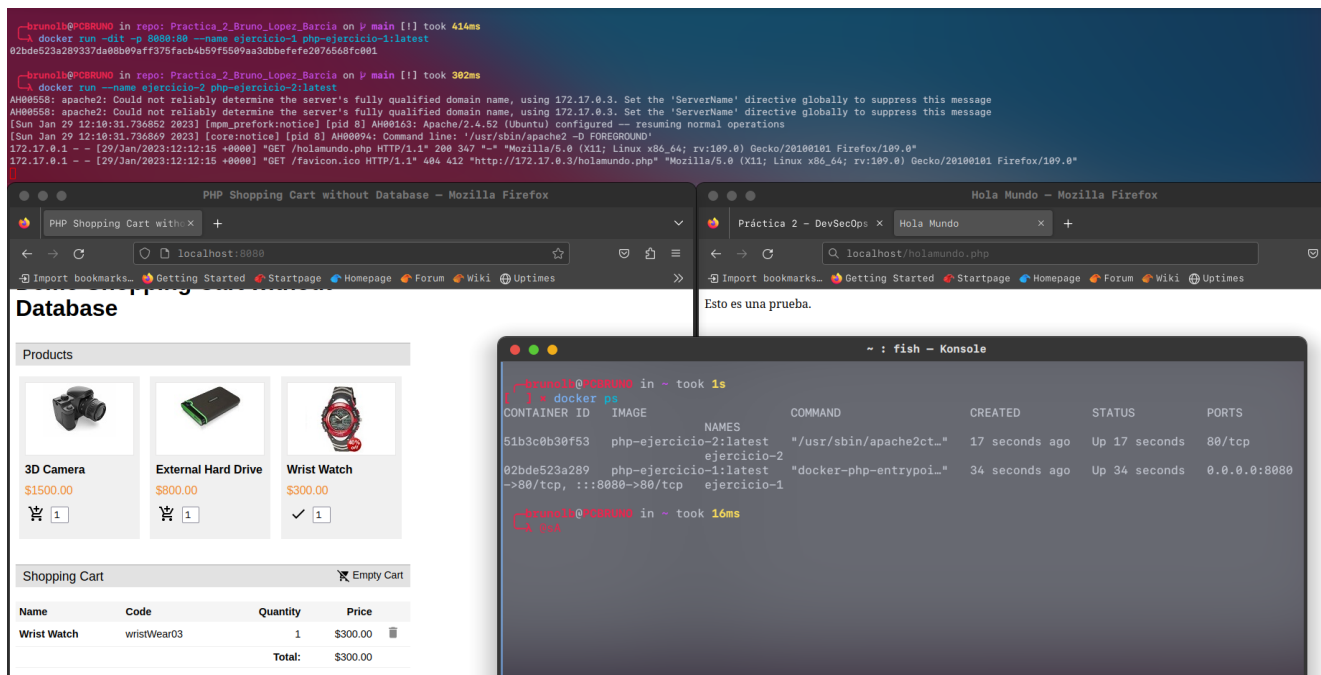 brunolb@PCBRUNO in repo: Practica_2_Bruno_Lopez_Barcia on main [!] took 414ms
λ docker run -dit -p 8080:80 --name ejercicio-1 php-ejercicio-1:latest
02bde523a289337da08b09aff375facb4b59f5509aa3dbbefefe2076568fc001
brunolb@PCBRUNO in repo: Practica_2_Bruno_Lopez_Barcia on main [!] took 302ms
λ docker run --name ejercicio-2 php-ejercicio-2:latest
AH00558: apache2: Could not reliably determine the server's fully qualified domain name, using 172.17.0.3. Set the 'ServerName' directive globally to suppress this message
AH00558: apache2: Could not reliably determine the server's fully qualified domain name, using 172.17.0.3. Set the 'ServerName' directive globally to suppress this message
[Sun Jan 29 12:10:31.736852 2023] [mpm_prefork:notice] [pid 8] AH00163: Apache/2.4.52 (Ubuntu) configured -- resuming normal operations
[Sun Jan 29 12:10:31.736869 2023] [core:notice] [pid 8] AH00094: Command line: '/usr/sbin/apache2 -D FOREGROUND'
172.17.0.1 - - [29/Jan/2023:12:12:15 +0000] "GET /holamundo.php HTTP/1.1" 200 347 "-" "Mozilla/5.0 (X11; Linux x86_64; rv:109.0) Gecko/20100101 Firefox/109.0"
172.17.0.1 - - [29/Jan/2023:12:12:15 +0000] "GET /favicon.ico HTTP/1.1" 404 412 "http://172.17.0.3/holamundo.php" "Mozilla/5.0 (X11; Linux x86_64; rv:109.0) Gecko/20100101 Firefox/109.0"
PHP Shopping Cart without Database — Mozilla Firefox
PHP Shopping Cart witho × +
localhost:8080
Import bookmarks… Getting Started Startpage Homepage Forum Wiki Uptimes
Demo Shopping Cart without
Database
Products
3D Camera External Hard Drive Wrist Watch
$1500.00 $800.00 $300.00
1 1 1
Shopping Cart Empty Cart
Name Code Quantity Price
Wrist Watch wristWear03 1 $300.00
Total: $300.00
Hola Mundo — Mozilla Firefox
Práctica 2 - DevSecOps × Hola Mundo × +
localhost/holamundo.php
Import bookmarks… Getting Started Startpage Homepage Forum Wiki Uptimes
Esto es una prueba.
~ : fish — Konsole
brunolb@PCBRUNO in ~ took 1s
λ docker ps
CONTAINER ID IMAGE COMMAND CREATED STATUS PORTS
NAMES
51b3c0b30f53 php-ejercicio-2:latest "/usr/sbin/apache2ct…" 17 seconds ago Up 17 seconds 80/tcp
ejercicio-2
02bde523a289 php-ejercicio-1:latest "docker-php-entrypoi…" 34 seconds ago Up 34 seconds 0.0.0.0:8080
->80/tcp, :::8080->80/tcp ejercicio-1
brunolb@PCBRUNO in ~ took 16ms